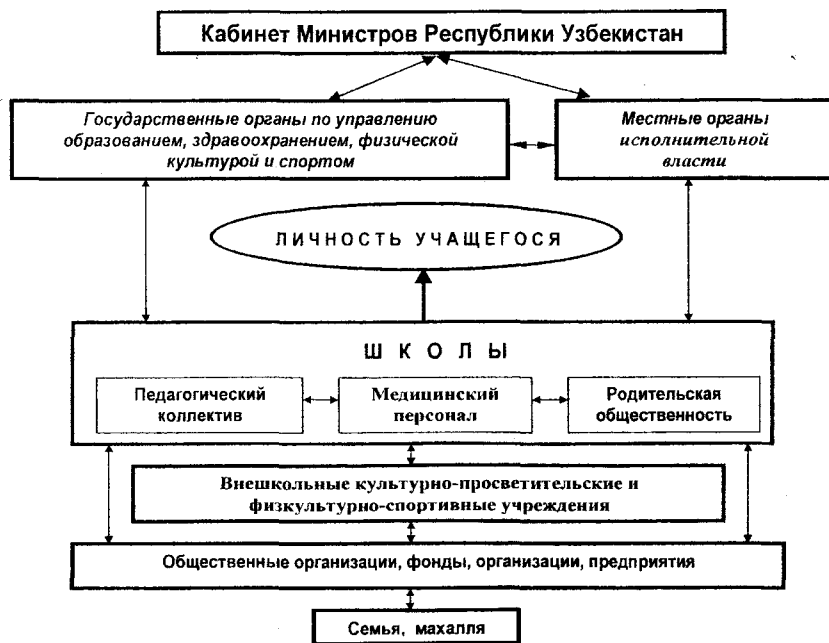 Кабинет Министров Республики Узбекистан
Государственные органы по управлению
образованием, здравоохранением, физической
культурой и спортом
Местные органы
исполнительной
власти
ЛИЧНОСТЬ УЧАЩЕГОСЯ
ШКОЛЫ
Педагогический
коллектив
Медицинский
персонал
Родительская
общественность
Внешкольные культурно-просветительские и
физкультурно-спортивные учреждения
Общественные организации, фонды, организации, предприятия
Семья, махалля